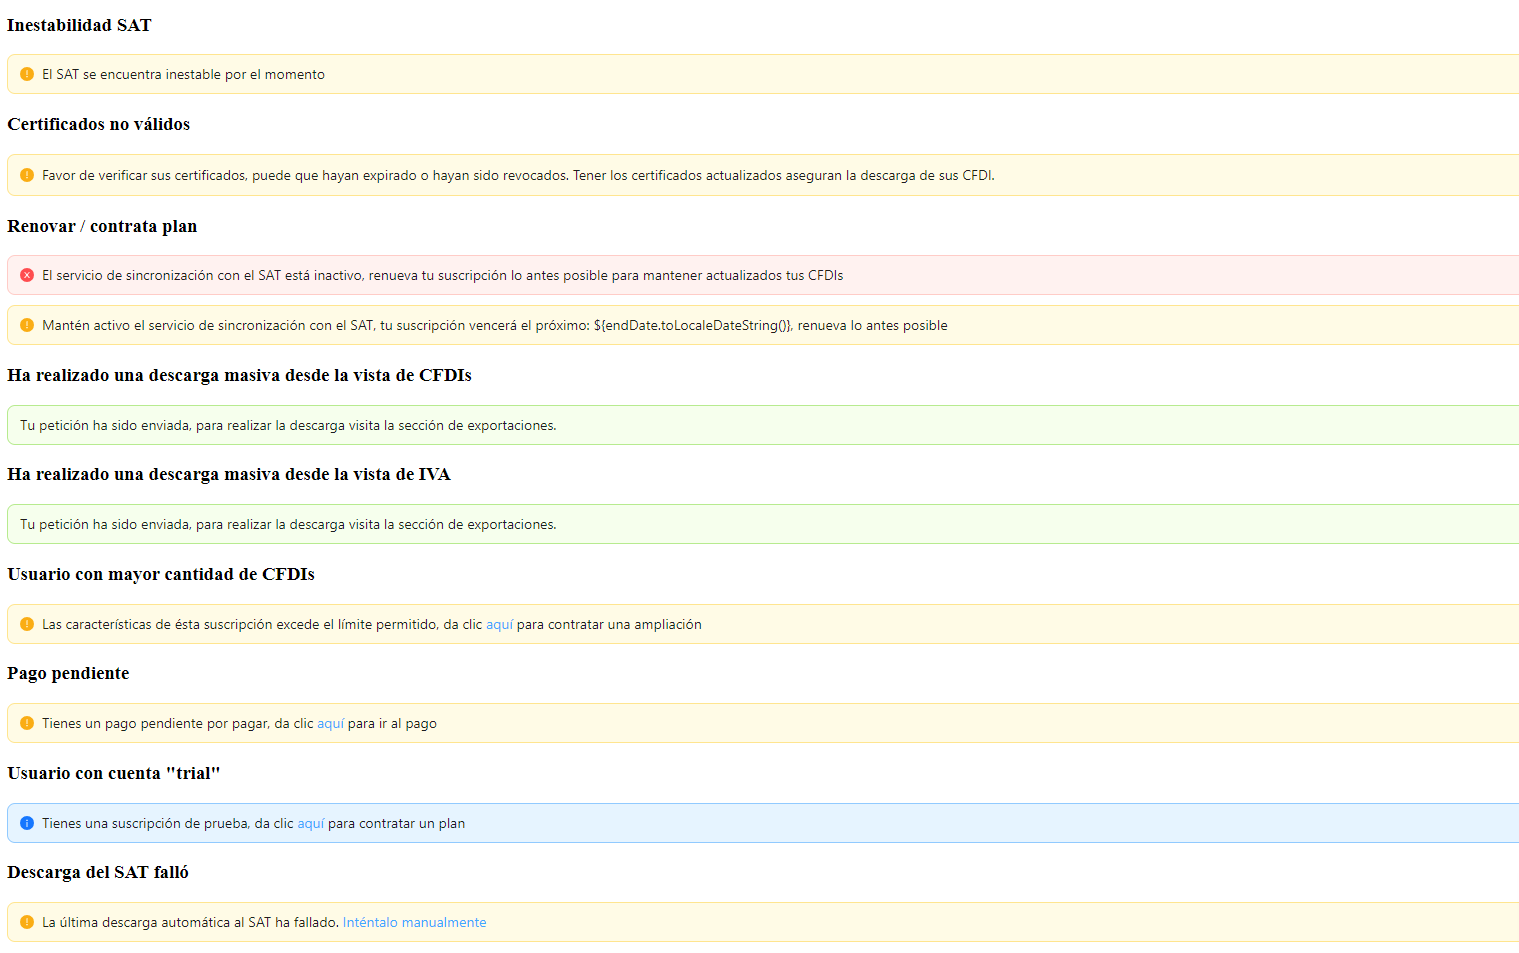 Inestabilidad SAT
El SAT se encuentra inestable por el momento
Certificados no válidos
Favor de verificar sus certificados, puede que hayan expirado o hayan sido revocados. Tener los certificados actualizados aseguran la descarga de sus CFDI.
Renovar / contrata plan
El servicio de sincronización con el SAT está inactivo, renueva tu suscripción lo antes posible para mantener actualizados tus CFDIs
Mantén activo el servicio de sincronización con el SAT, tu suscripción vencerá el próximo: ${endDate.toLocaleDateString()}, renueva lo antes posible
Ha realizado una descarga masiva desde la vista de CFDIs
Tu petición ha sido enviada, para realizar la descarga visita la sección de exportaciones.
Ha realizado una descarga masiva desde la vista de IVA
Tu petición ha sido enviada, para realizar la descarga visita la sección de exportaciones.
Usuario con mayor cantidad de CFDIs
Las características de ésta suscripción excede el límite permitido, da clic aquí para contratar una ampliación
Pago pendiente
Tienes un pago pendiente por pagar, da clic aquí para ir al pago
Usuario con cuenta "trial"
Tienes una suscripción de prueba, da clic aquí para contratar un plan
Descarga del SAT falló
La última descarga automática al SAT ha fallado. Inténtalo manualmente